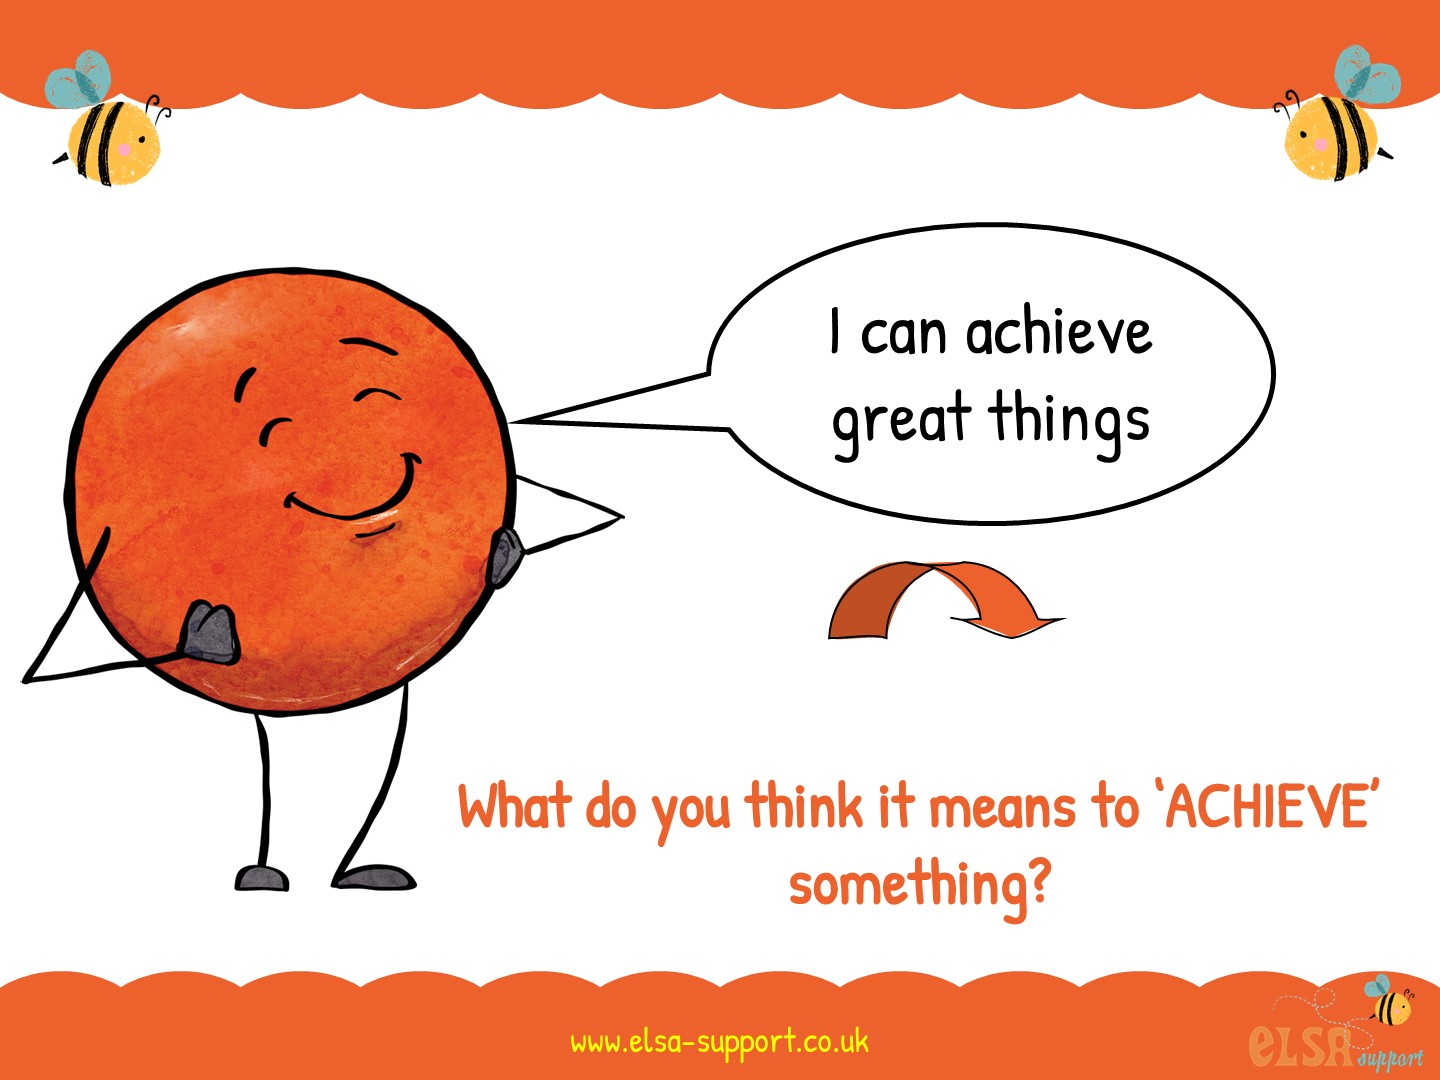 I can achieve
great things
What do you think it means to ‘ACHIEVE’
something?
www.elsa-support.co.uk
ELSA
support